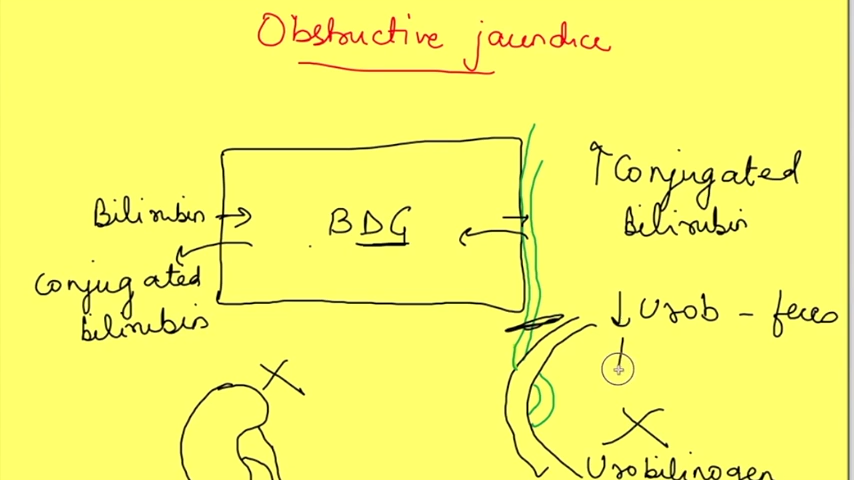 Obstructive jaundice
↑ Conjugated
bilirubin
Bilirubin → BDG
Conjugated
bilirubin
↓ Urob - feces
Urobilinogen